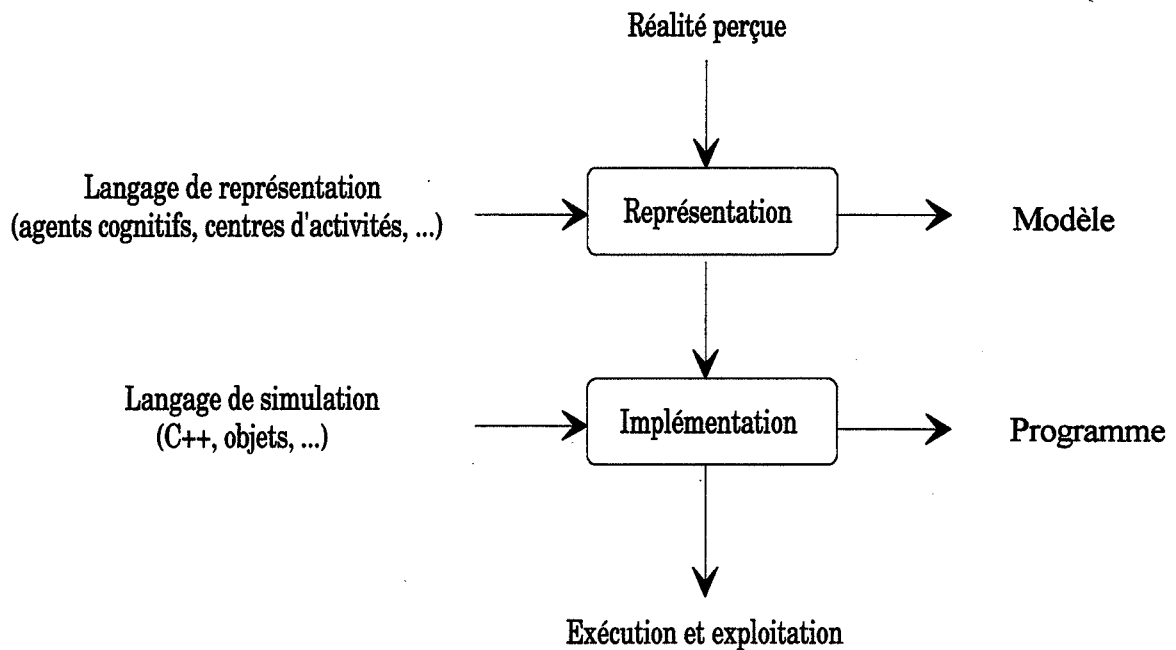 Réalité perçue
Langage de représentation
(agents cognitifs, centres d'activités, ...)
Représentation
Modèle
Langage de simulation
(C++, objets, ...)
Implémentation
Programme
Exécution et exploitation